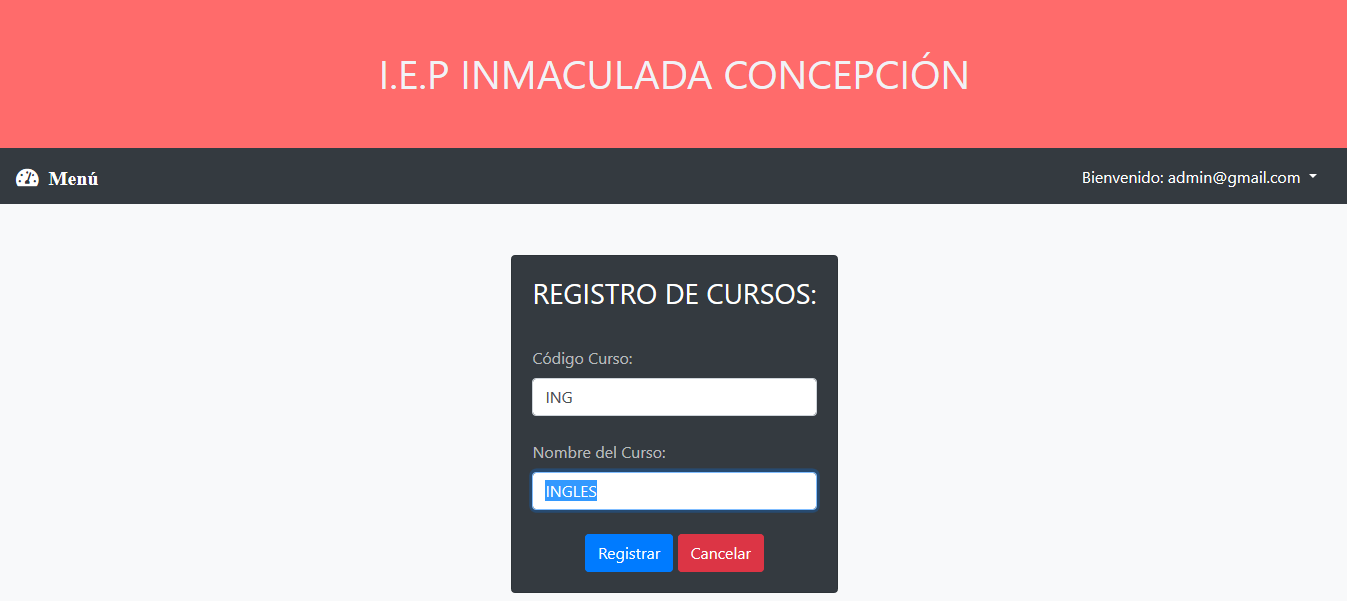 I.E.P INMACULADA CONCEPCIÓN
Menú
Bienvenido: admin@gmail.com
REGISTRO DE CURSOS:
Código Curso:
ING
Nombre del Curso:
INGLES
Registrar
Cancelar